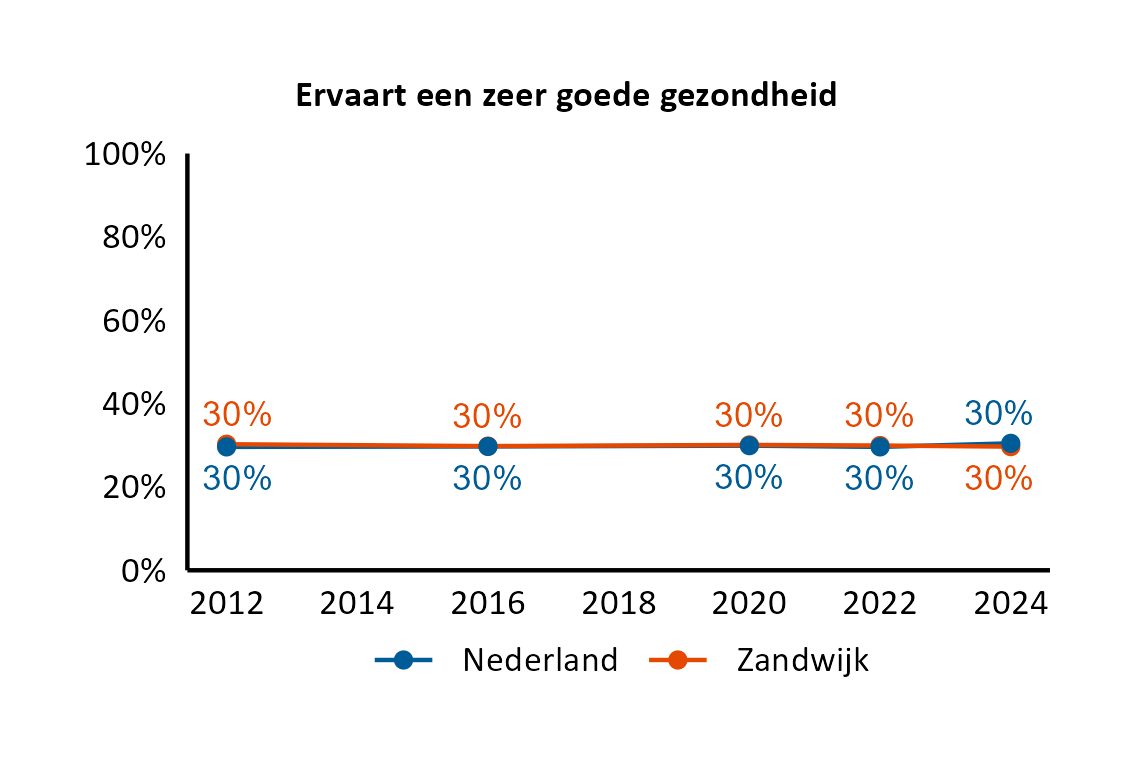 Ervaart een zeer goede gezondheid
100%
80%
60%
40%
20%
0%
30% 30% 30% 30% 30%
30% 30% 30% 30% 30%
2012 2014 2016 2018 2020 2022 2024
Nederland Zandwijk